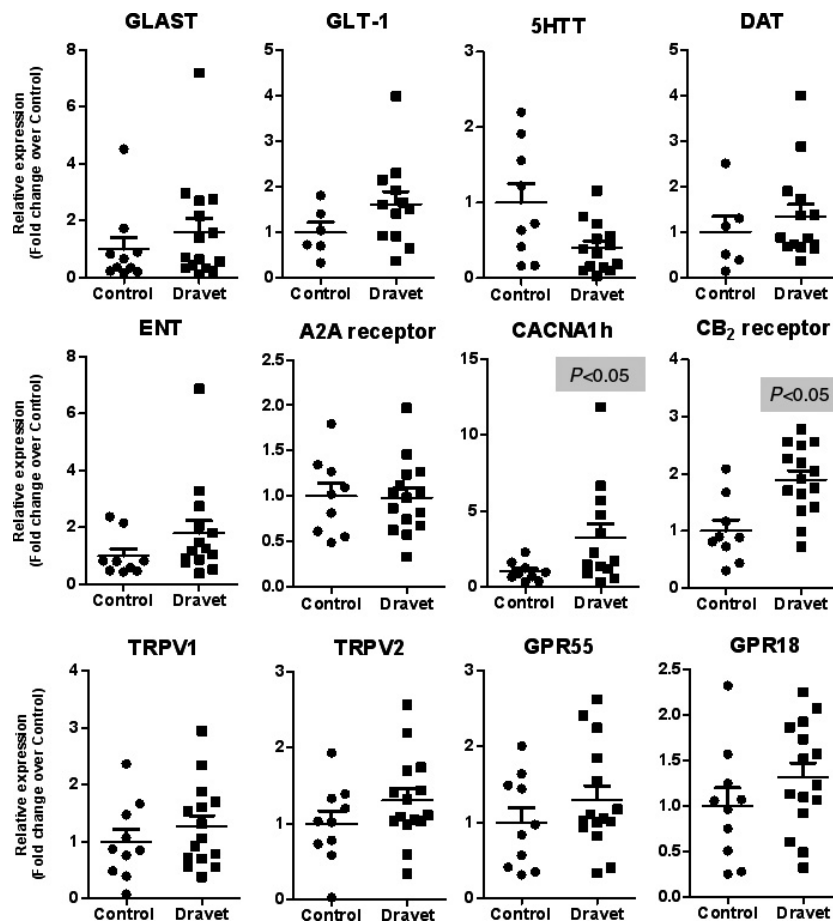 GLAST GLT-1 5HTT DAT
Relative expression
(Fold change over Control)
8 5 3 5
6 4 2 4
4 3 1 3
2 2 0 2
0 1 1
0 0
Control Dravet Control Dravet Control Dravet Control Dravet
ENT A2A receptor CACNA1h CB₂ receptor
Relative expression
(Fold change over Control)
P<0.05 P<0.05
8 2.5 15 4
6 2.0 10 3
4 1.5 5 2
2 1.0 0 1
0 0.5 0
0.0
Control Dravet Control Dravet Control Dravet Control Dravet
TRPV1 TRPV2 GPR55 GPR18
Relative expression
(Fold change over Control)
4 3 3 2.5
3 2 2 2.0
2 1 1 1.5
1 0 0 1.0
0 0.5
0.0
Control Dravet Control Dravet Control Dravet Control Dravet